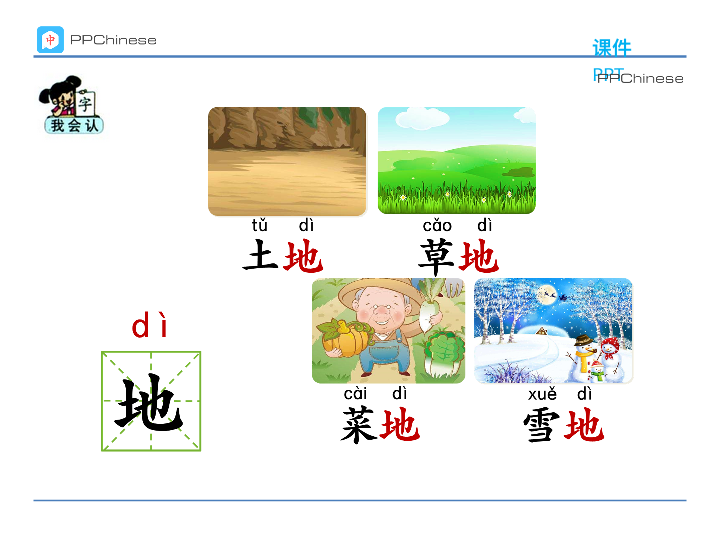 中 PPChinese
课件
PPT
PPChinese
字
我会认
tǔ dì
土地
cǎo dì
草地
dì
地
cài dì
菜地
xuě dì
雪地